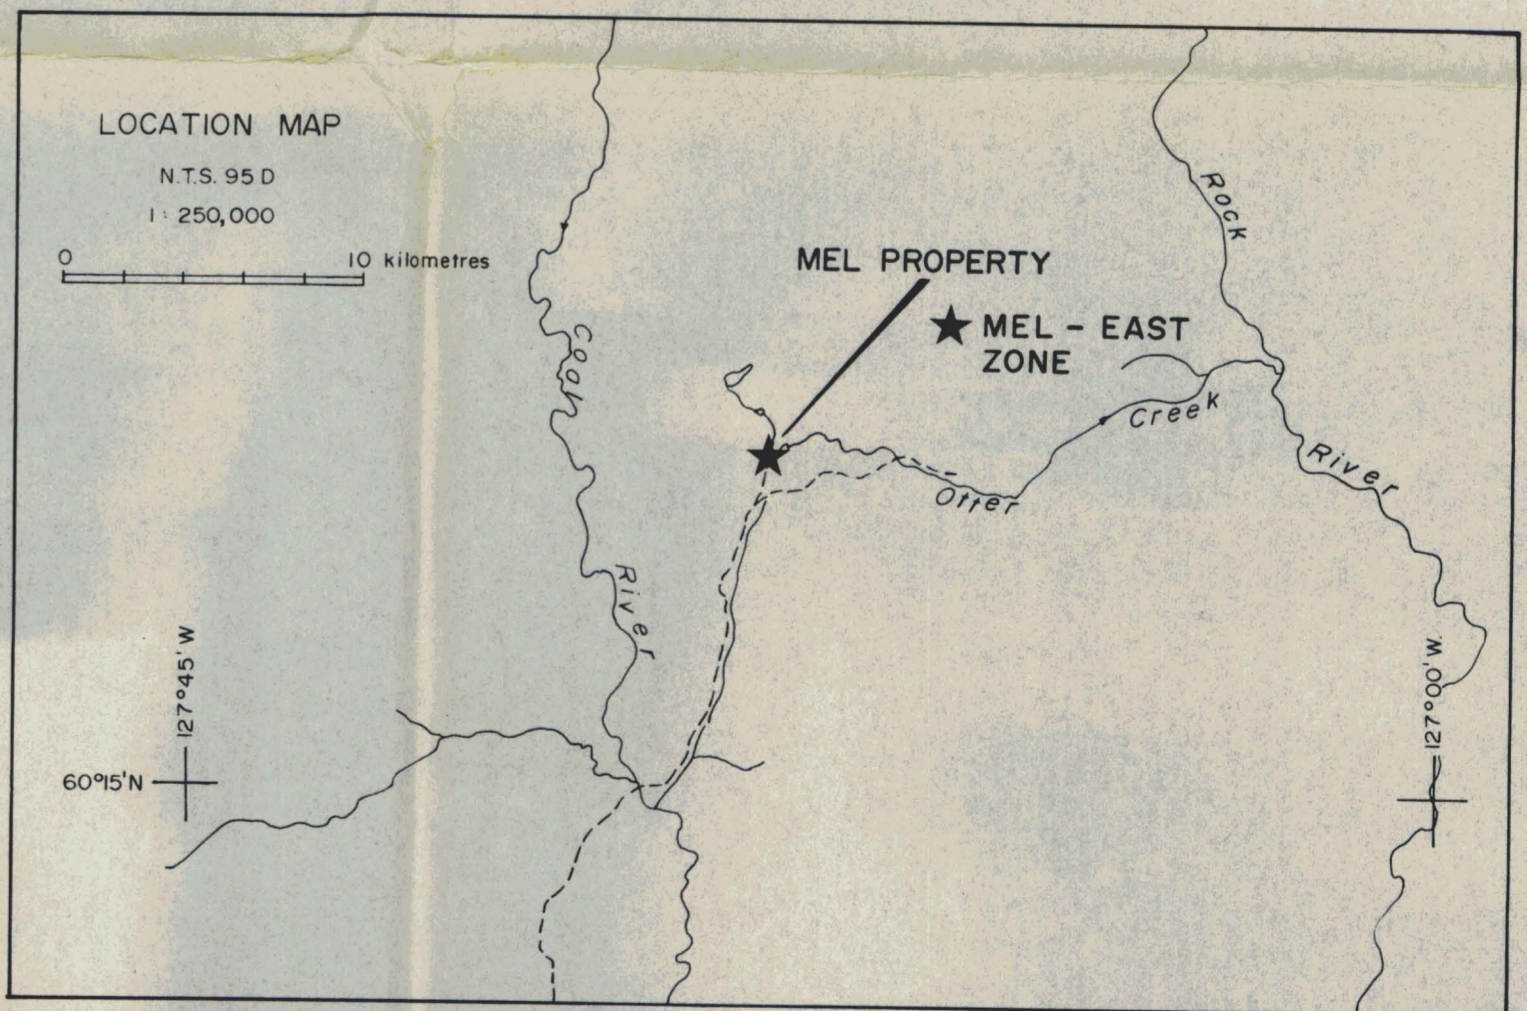 LOCATION MAP
N.T.S. 95 D
1 : 250,000
0 10 kilometres
Rock
MEL PROPERTY
MEL - EAST
ZONE
Coal
Creek
River
Otter
River
127°45' W
127°00' W
60°15' N